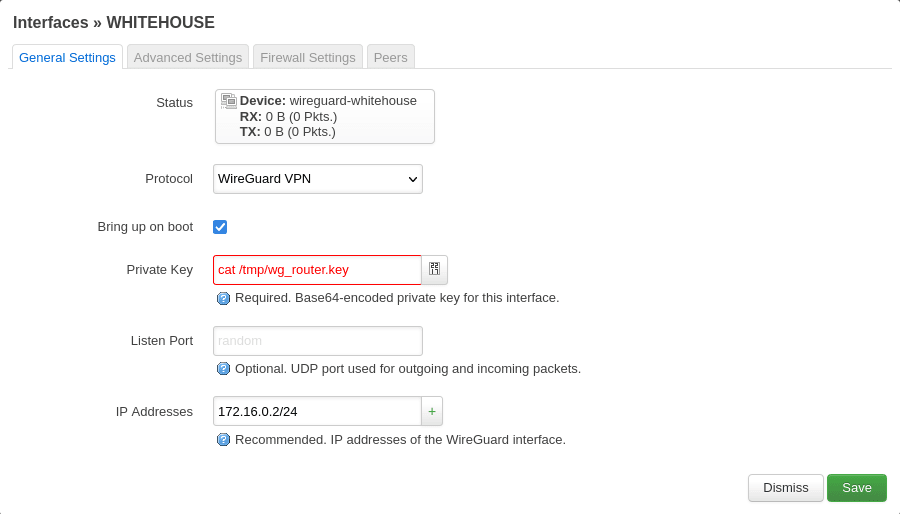 Interfaces » WHITEHOUSE
General Settings
Advanced Settings
Firewall Settings
Peers
Status
Device: wireguard-whitehouse
RX: 0 B (0 Pkts.)
TX: 0 B (0 Pkts.)
Protocol
WireGuard VPN
Bring up on boot
Private Key
cat /tmp/wg_router.key
Required. Base64-encoded private key for this interface.
Listen Port
random
Optional. UDP port used for outgoing and incoming packets.
IP Addresses
172.16.0.2/24
+
Recommended. IP addresses of the WireGuard interface.
Dismiss
Save